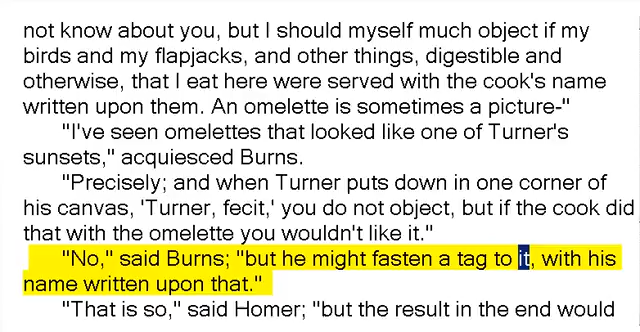 not know about you, but I should myself much object if my
birds and my flapjacks, and other things, digestible and
otherwise, that I eat here were served with the cook's name
written upon them. An omelette is sometimes a picture-"
"I've seen omelettes that looked like one of Turner's
sunsets," acquiesced Burns.
"Precisely; and when Turner puts down in one corner of
his canvas, 'Turner, fecit,' you do not object, but if the cook did
that with the omelette you wouldn't like it."
"No," said Burns; "but he might fasten a tag to it, with his
name written upon that."
"That is so," said Homer; "but the result in the end would